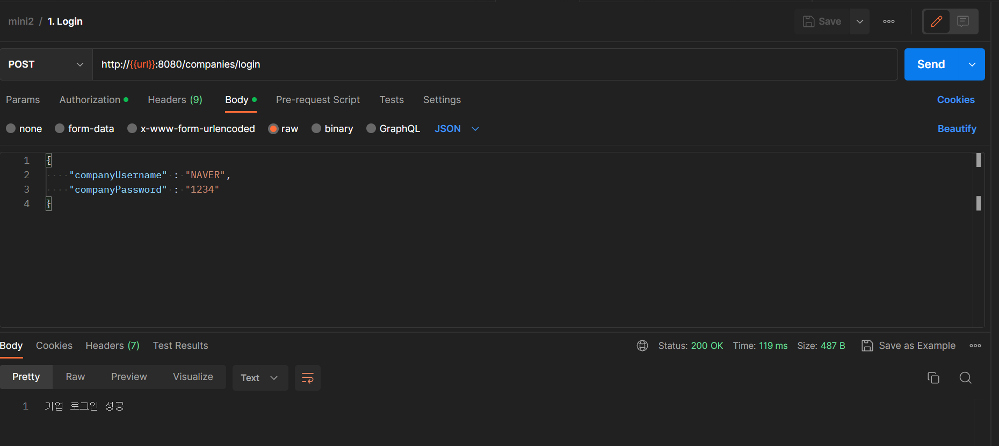 mini2 / 1. Login
Save
POST
http://{{url}}:8080/companies/login
Send
Params Authorization Headers (9) Body Pre-request Script Tests Settings Cookies
none form-data x-www-form-urlencoded raw binary GraphQL JSON Beautify
1 {
2 "companyUsername" : "NAVER",
3 "companyPassword" : "1234"
4 }
Body Cookies Headers (7) Test Results Status: 200 OK Time: 119 ms Size: 487 B Save as Example
Pretty Raw Preview Visualize Text
1 기업 로그인 성공